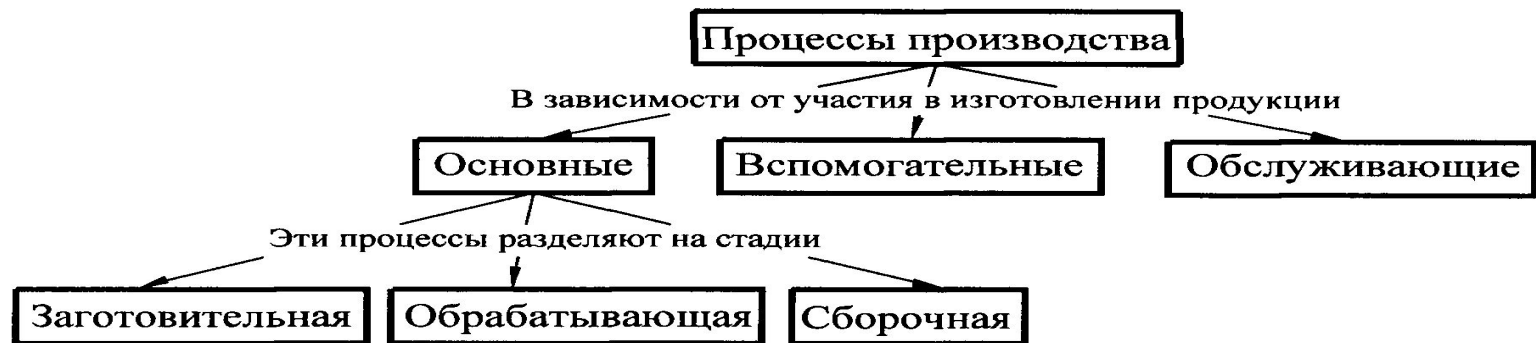 Процессы производства
В зависимости от участия в изготовлении продукции
Основные
Вспомогательные
Обслуживающие
Эти процессы разделяют на стадии
Заготовительная
Обрабатывающая
Сборочная